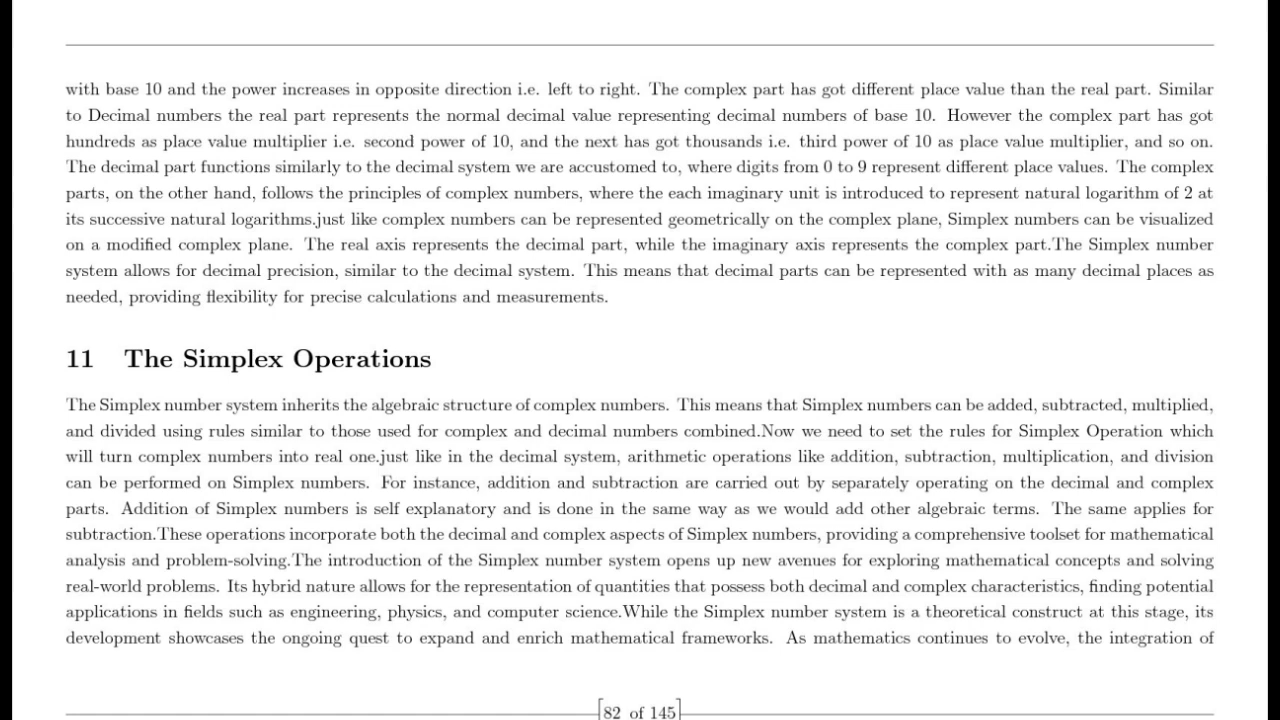 with base 10 and the power increases in opposite direction i.e. left to right. The complex part has got different place value than the real part. Similar
to Decimal numbers the real part represents the normal decimal value representing decimal numbers of base 10. However the complex part has got
hundreds as place value multiplier i.e. second power of 10, and the next has got thousands i.e. third power of 10 as place value multiplier, and so on.
The decimal part functions similarly to the decimal system we are accustomed to, where digits from 0 to 9 represent different place values. The complex
parts, on the other hand, follows the principles of complex numbers, where the each imaginary unit is introduced to represent natural logarithm of 2 at
its successive natural logarithms.just like complex numbers can be represented geometrically on the complex plane, Simplex numbers can be visualized
on a modified complex plane. The real axis represents the decimal part, while the imaginary axis represents the complex part.The Simplex number
system allows for decimal precision, similar to the decimal system. This means that decimal parts can be represented with as many decimal places as
needed, providing flexibility for precise calculations and measurements.
11 The Simplex Operations
The Simplex number system inherits the algebraic structure of complex numbers. This means that Simplex numbers can be added, subtracted, multiplied,
and divided using rules similar to those used for complex and decimal numbers combined.Now we need to set the rules for Simplex Operation which
will turn complex numbers into real one.just like in the decimal system, arithmetic operations like addition, subtraction, multiplication, and division
can be performed on Simplex numbers. For instance, addition and subtraction are carried out by separately operating on the decimal and complex
parts. Addition of Simplex numbers is self explanatory and is done in the same way as we would add other algebraic terms. The same applies for
subtraction.These operations incorporate both the decimal and complex aspects of Simplex numbers, providing a comprehensive toolset for mathematical
analysis and problem-solving.The introduction of the Simplex number system opens up new avenues for exploring mathematical concepts and solving
real-world problems. Its hybrid nature allows for the representation of quantities that possess both decimal and complex characteristics, finding potential
applications in fields such as engineering, physics, and computer science.While the Simplex number system is a theoretical construct at this stage, its
development showcases the ongoing quest to expand and enrich mathematical frameworks. As mathematics continues to evolve, the integration of
[82 of 145]